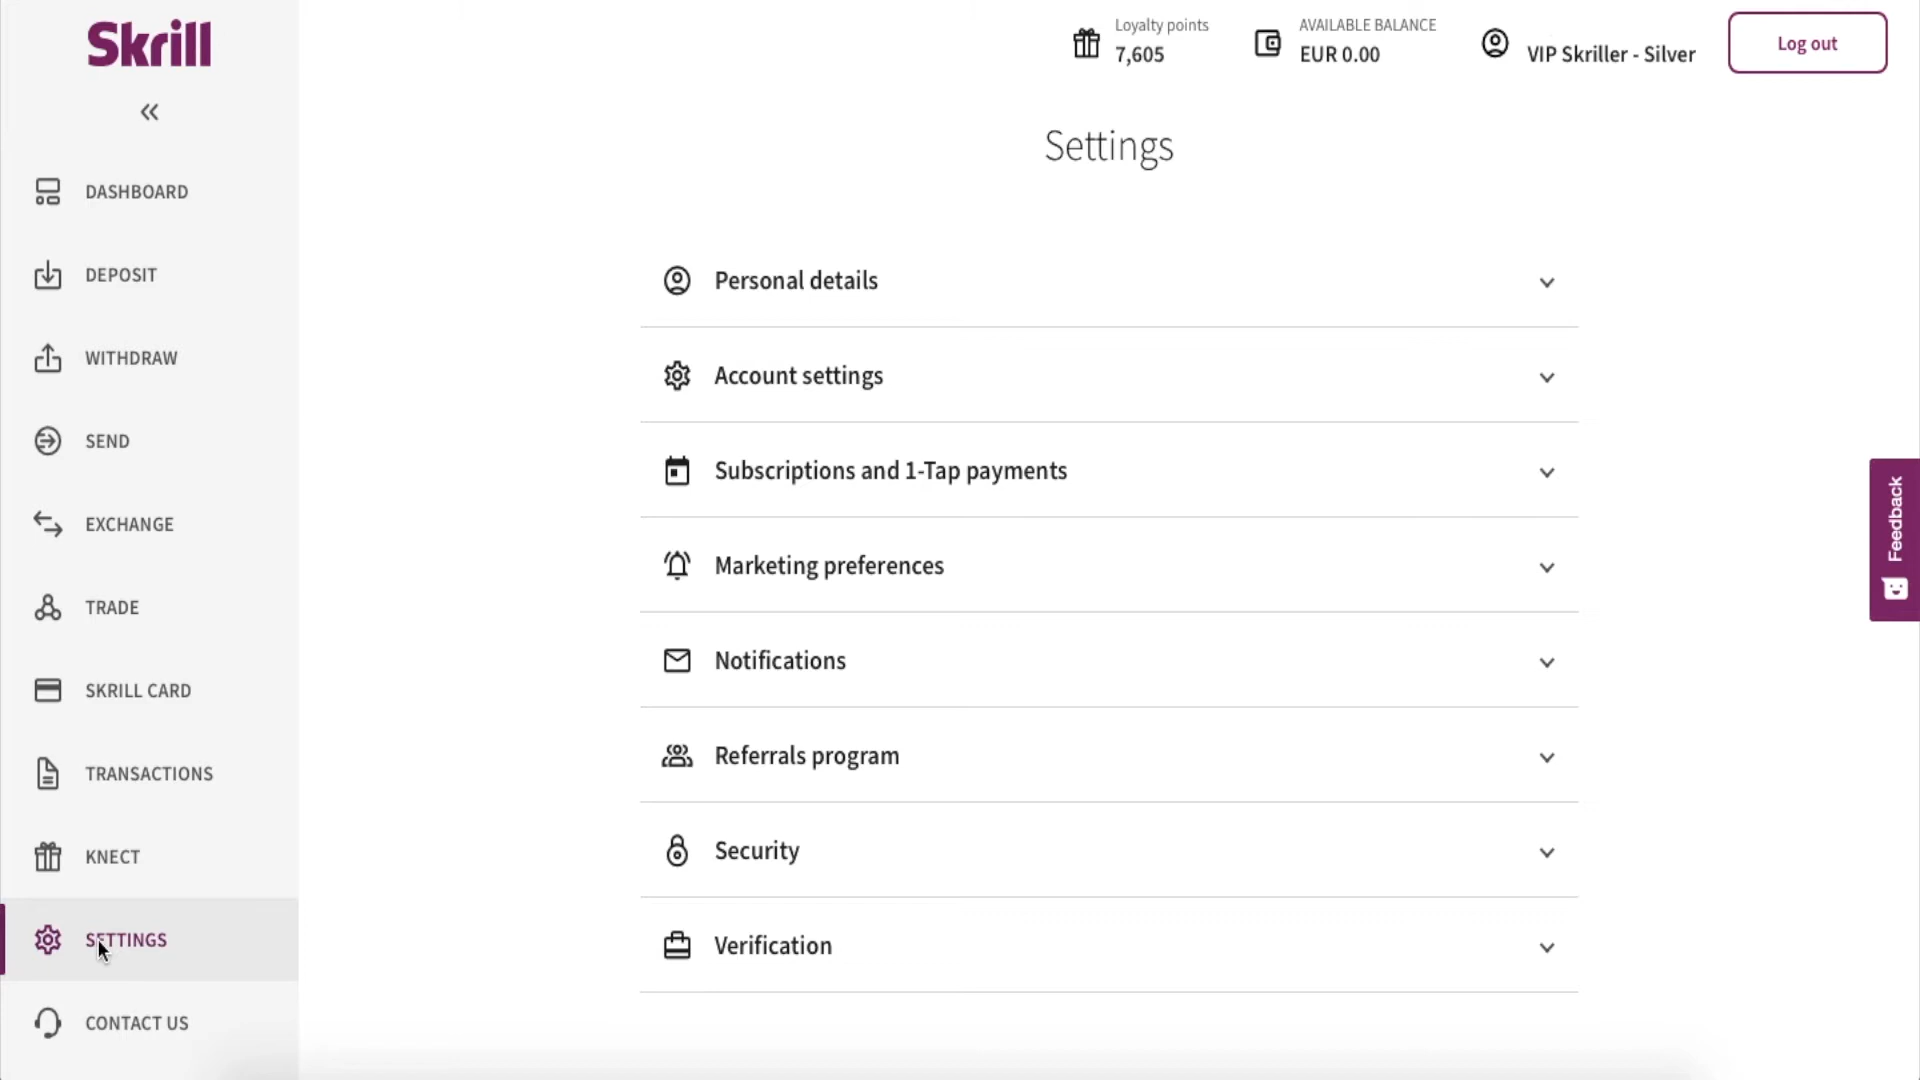 Skrill
Loyalty points
7,605
AVAILABLE BALANCE
EUR 0.00
VIP Skriller - Silver
Log out
DASHBOARD
DEPOSIT
WITHDRAW
SEND
EXCHANGE
TRADE
SKRILL CARD
TRANSACTIONS
KNECT
SETTINGS
CONTACT US
Settings
Personal details
Account settings
Subscriptions and 1-Tap payments
Marketing preferences
Notifications
Referrals program
Security
Verification
Feedback